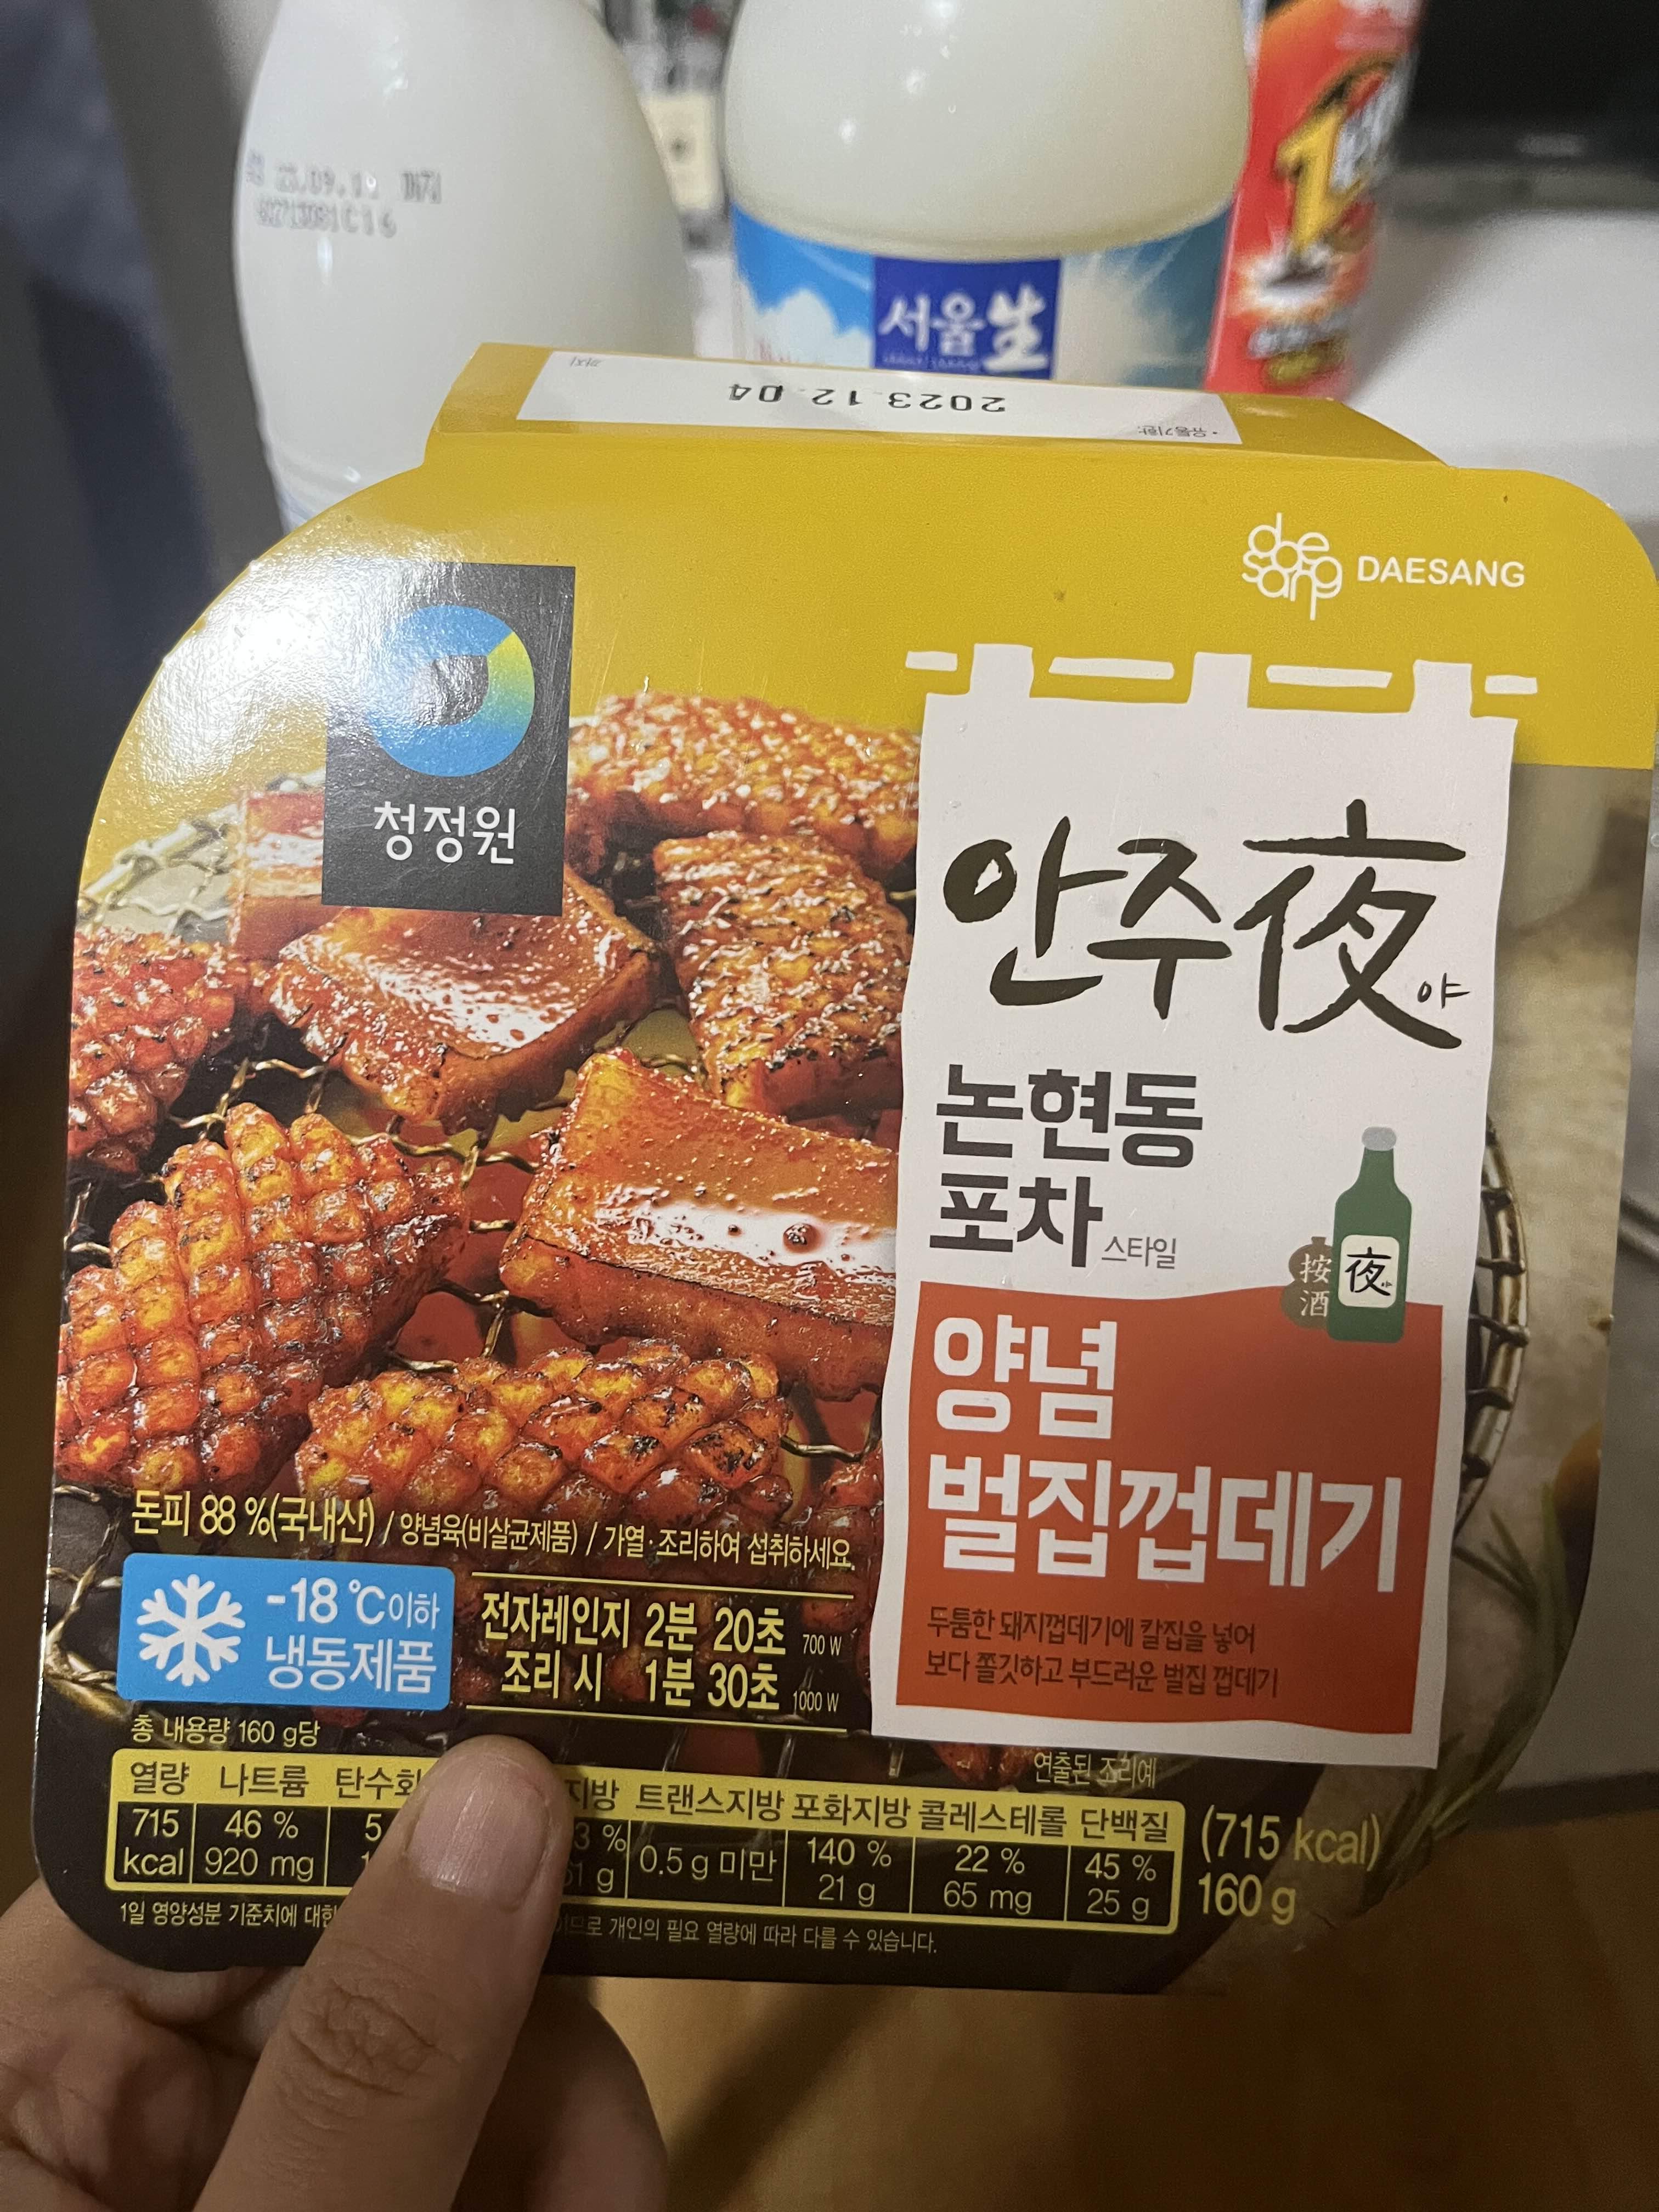 까지
서울生
2023.12.04
까지
• 유통기한:
daesang DAESANG
청정원
안주夜
야
논현동
포차 스타일
按酒
夜
야
양념
벌집껍데기
두툼한 돼지껍데기에 칼집을 넣어
보다 쫄깃하고 부드러운 벌집 껍데기
돈피 88 %(국내산) / 양념육(비살균제품) / 가열·조리하여 섭취하세요.
-18 ℃이하
냉동제품
전자레인지 2분 20초 700 W
조리 시 1분 30초 1000 W
연출된 조리예
총 내용량 160 g당
열량 나트륨 지방 트랜스지방 포화지방 콜레스테롤 단백질
715 46 % 140 % 22 % 45 %
kcal 920 mg 0.5 g 미만 21 g 65 mg 25 g
(715 kcal)
160 g
1일 영양성분 기준치에 개인의 필요 열량에 따라 다를 수 있습니다.